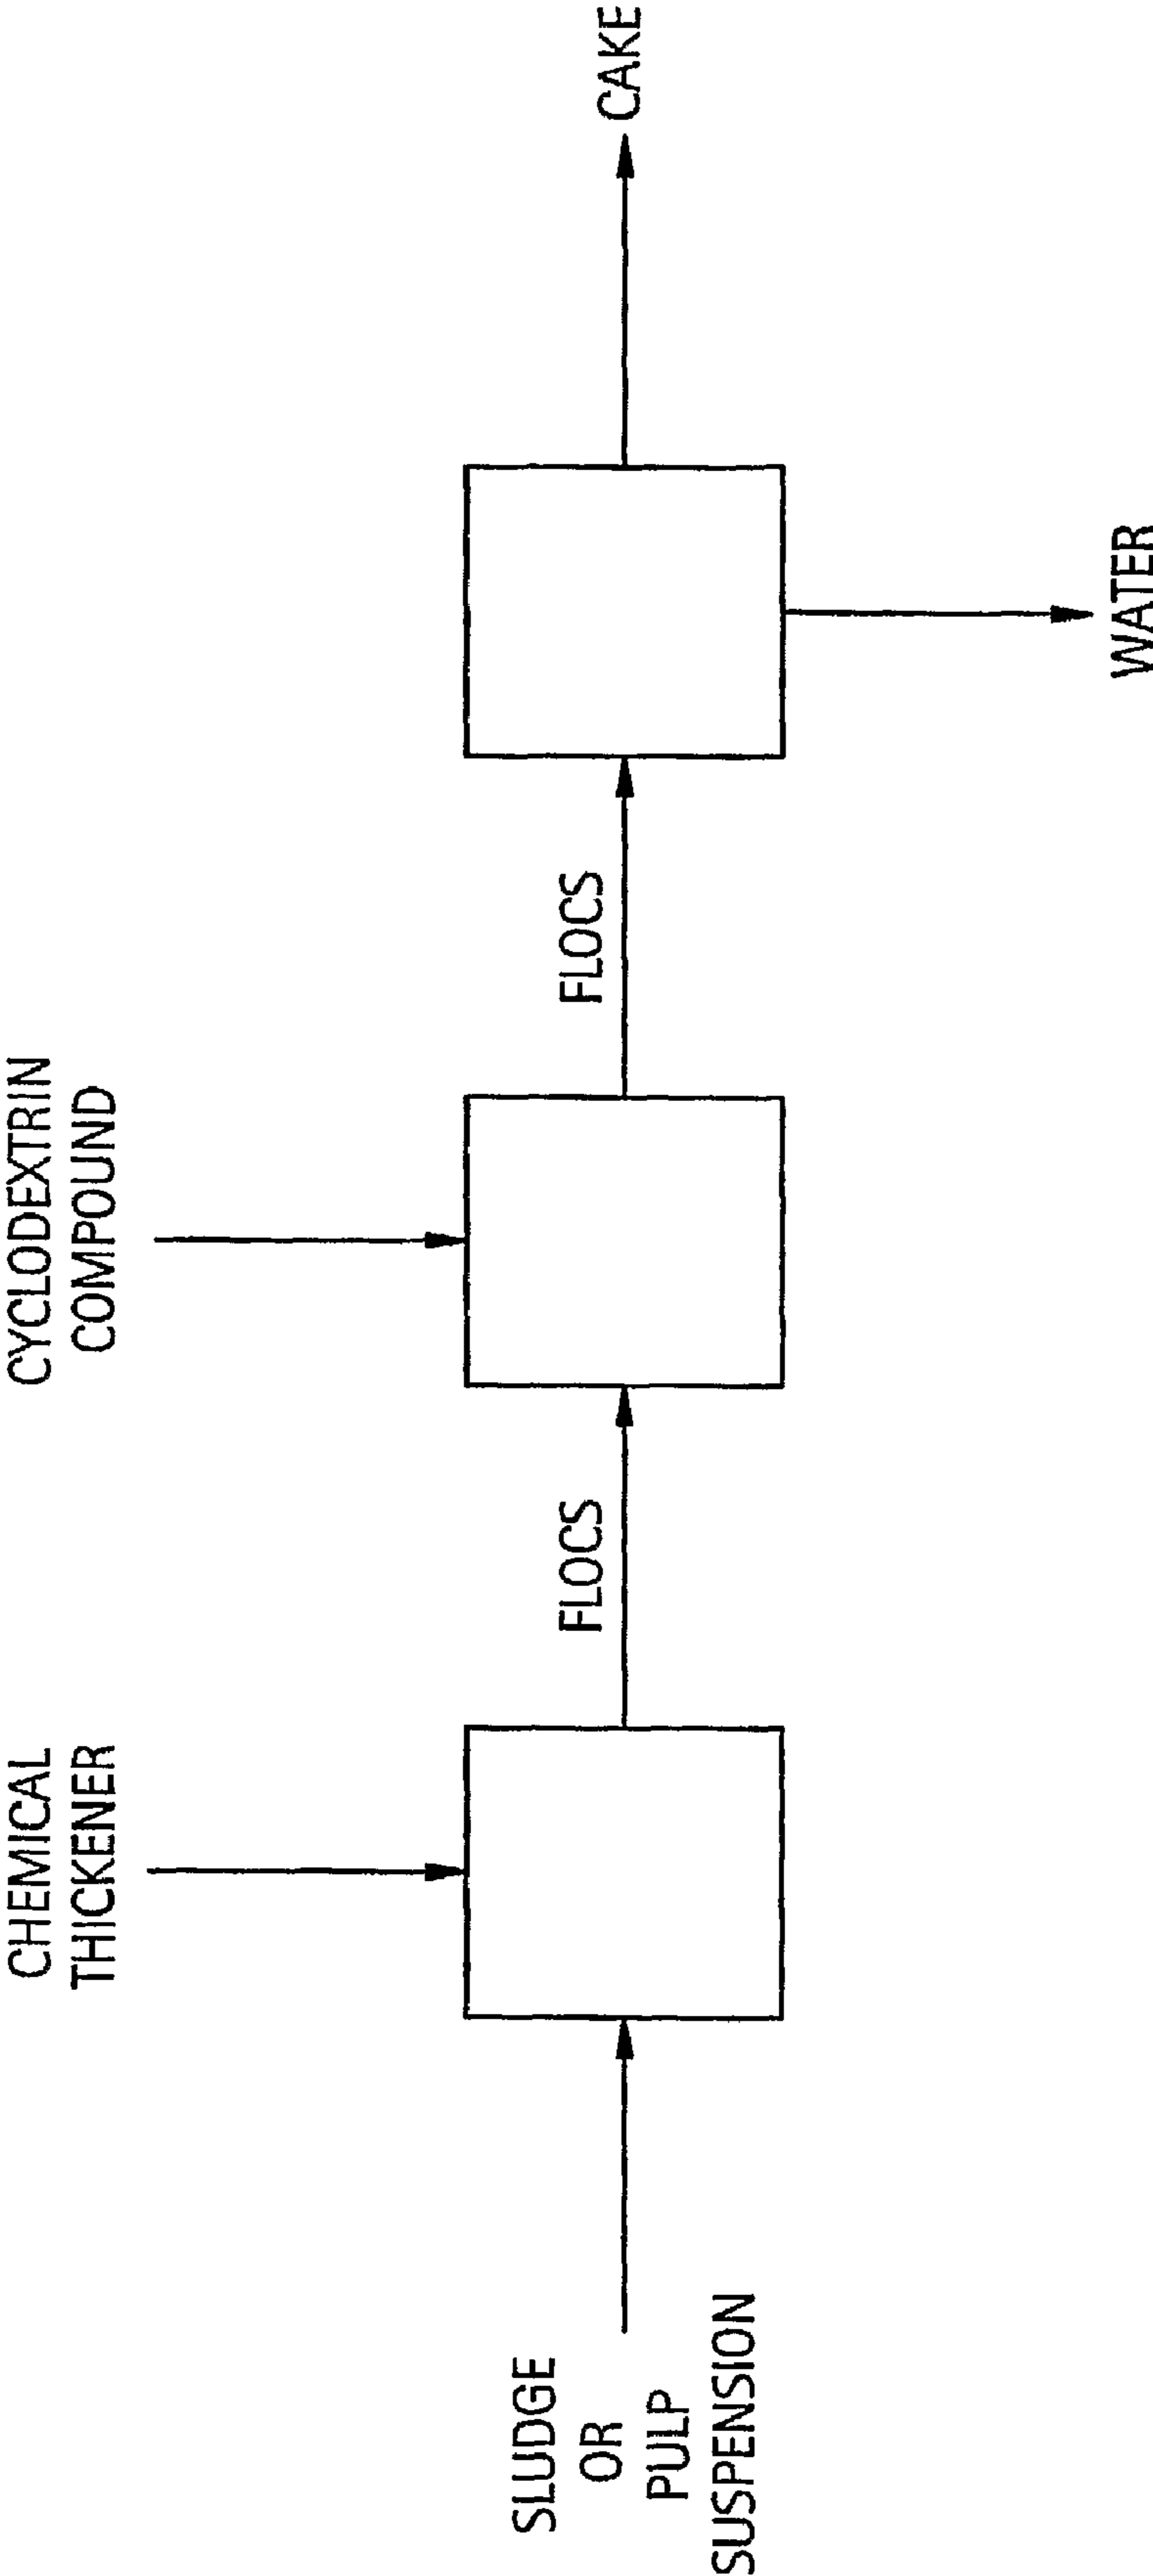 CHEMICAL
THICKENER
CYCLODEXTRIN
COMPOUND
SLUDGE
OR
PULP
SUSPENSION
FLOCS
FLOCS
CAKE
WATER